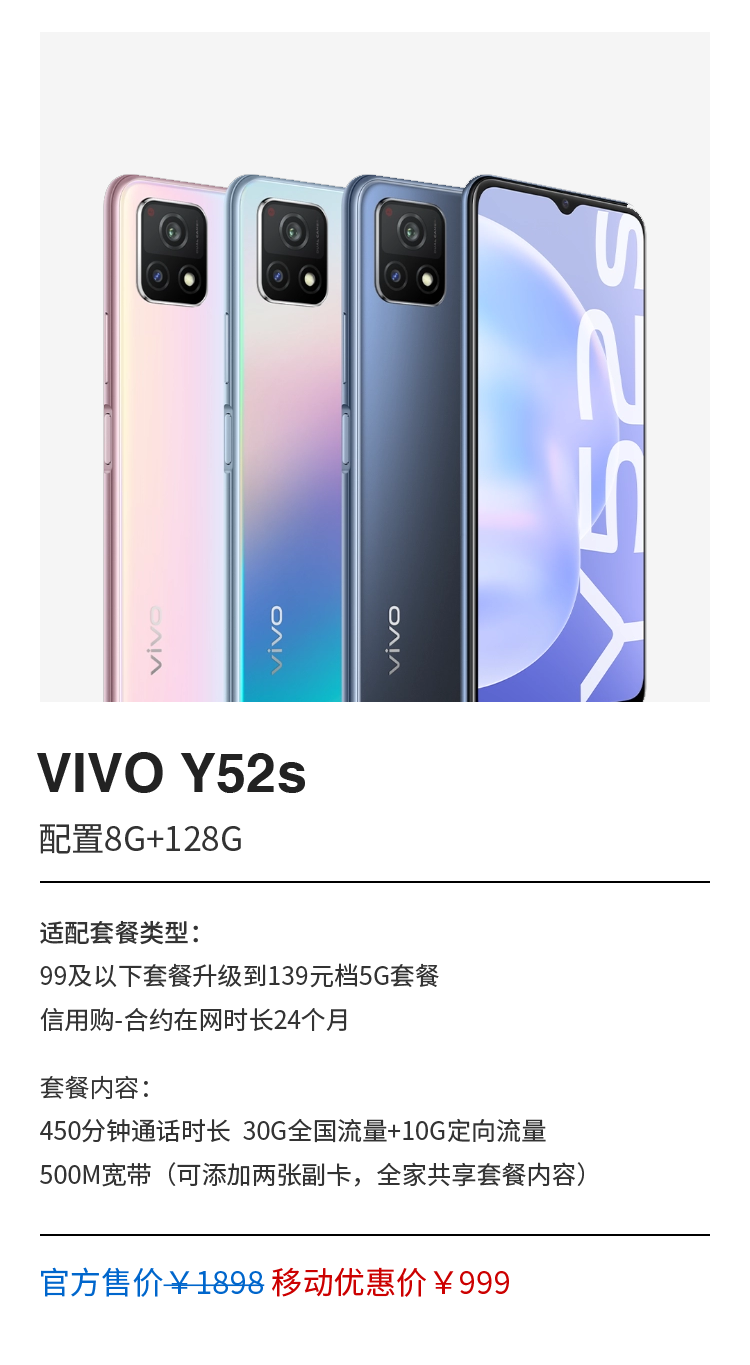 vivo
vivo
vivo
Y52s
VIVO Y52s
配置8G+128G
适配套餐类型：
99及以下套餐升级到139元档5G套餐
信用购-合约在网时长24个月
套餐内容：
450分钟通话时长 30G全国流量+10G定向流量
500M宽带（可添加两张副卡，全家共享套餐内容）
官方售价￥1898 移动优惠价￥999